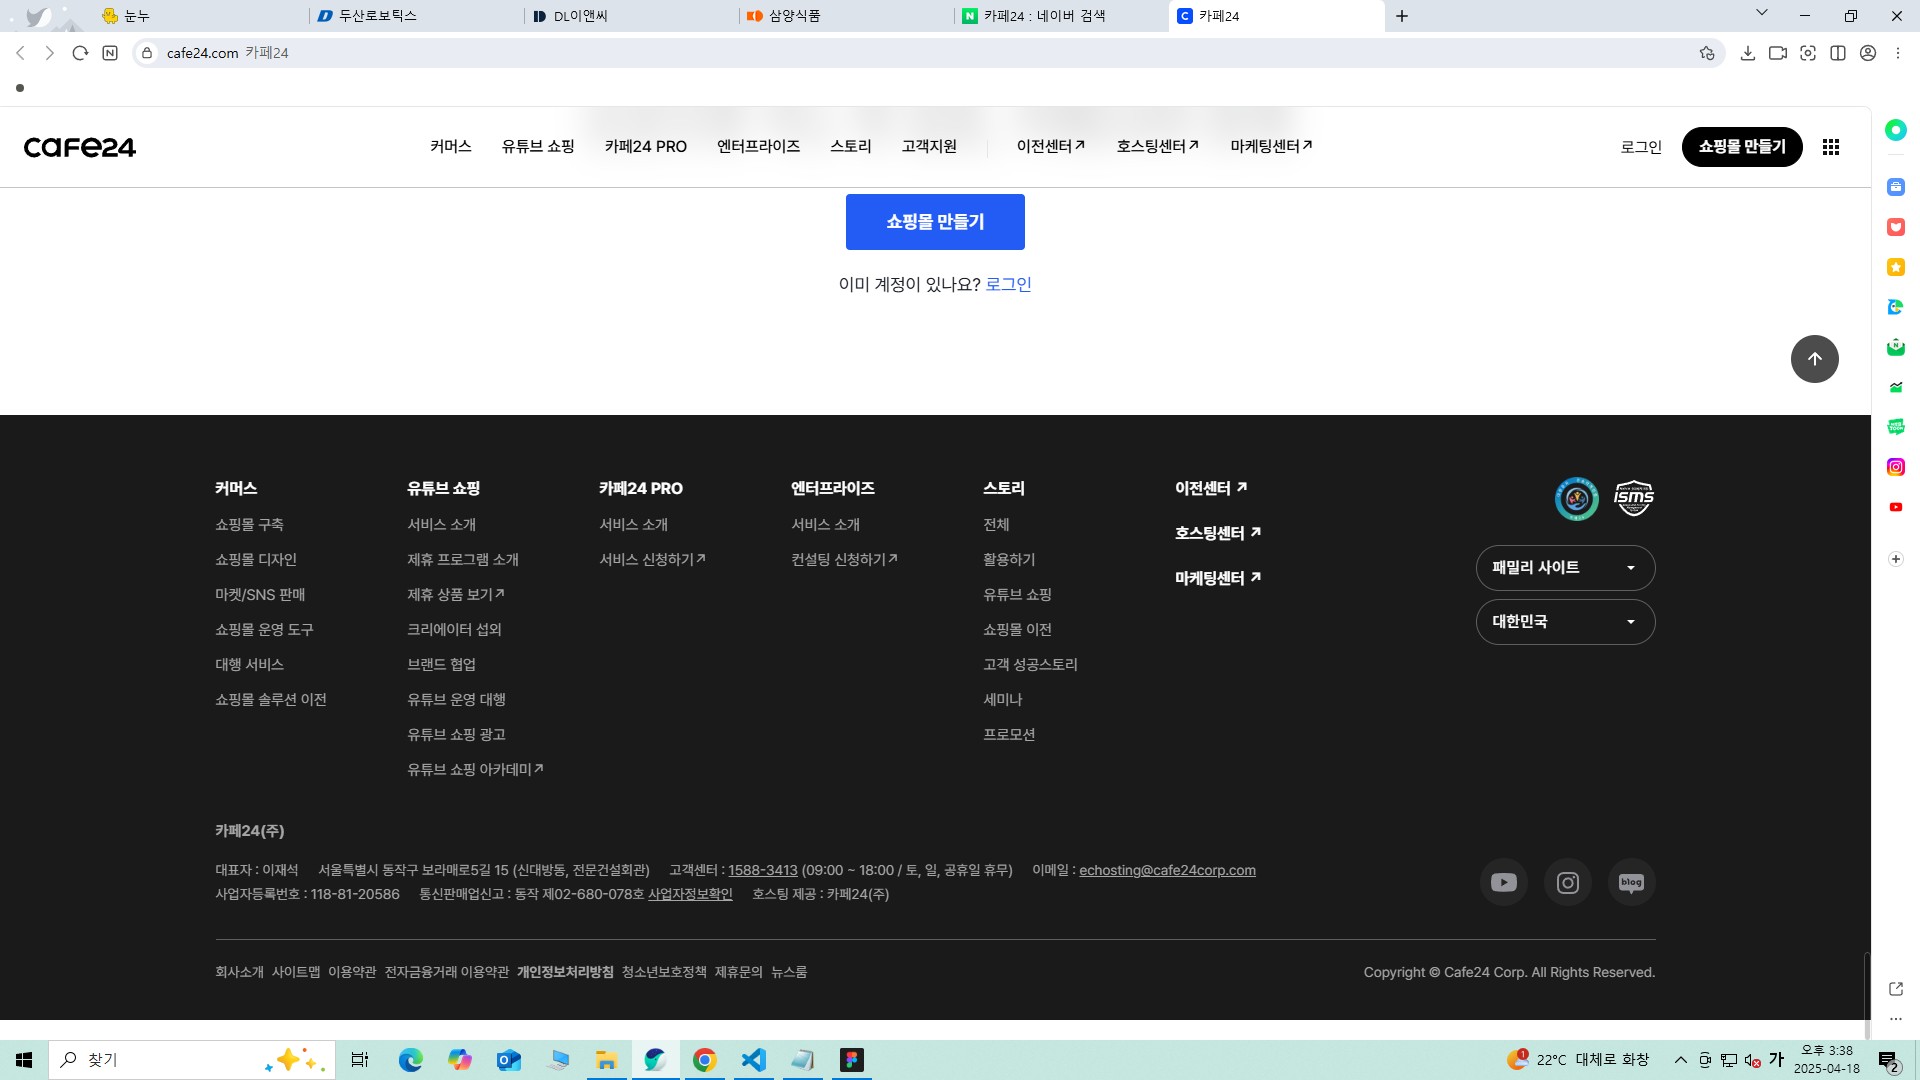 눈누
두산로보틱스
DL이앤씨
삼양식품
카페24 : 네이버 검색
카페24
cafe24.com 카페24
cafe24
커머스 유튜브 쇼핑 카페24 PRO 엔터프라이즈 스토리 고객지원 이전센터↗ 호스팅센터↗ 마케팅센터↗
로그인 쇼핑몰 만들기
쇼핑몰 만들기
이미 계정이 있나요? 로그인
커머스
쇼핑몰 구축
쇼핑몰 디자인
마켓/SNS 판매
쇼핑몰 운영 도구
대행 서비스
쇼핑몰 솔루션 이전
유튜브 쇼핑
서비스 소개
제휴 프로그램 소개
제휴 상품 보기↗
크리에이터 섭외
브랜드 협업
유튜브 운영 대행
유튜브 쇼핑 광고
유튜브 쇼핑 아카데미↗
카페24 PRO
서비스 소개
서비스 신청하기↗
엔터프라이즈
서비스 소개
컨설팅 신청하기↗
스토리
전체
활용하기
유튜브 쇼핑
쇼핑몰 이전
고객 성공스토리
세미나
프로모션
이전센터 ↗
호스팅센터 ↗
마케팅센터 ↗
isms
패밀리 사이트
대한민국
카페24(주)
대표자 : 이재석 서울특별시 동작구 보라매로5길 15 (신대방동, 전문건설회관) 고객센터 : 1588-3413 (09:00 ~ 18:00 / 토, 일, 공휴일 휴무) 이메일 : echosting@cafe24corp.com
사업자등록번호 : 118-81-20586 통신판매업신고 : 동작 제02-680-078호 사업자정보확인 호스팅 제공 : 카페24(주)
blog
회사소개 사이트맵 이용약관 전자금융거래 이용약관 개인정보처리방침 청소년보호정책 제휴문의 뉴스룸
Copyright © Cafe24 Corp. All Rights Reserved.
찾기
22°C 대체로 화창
가
오후 3:38
2025-04-18
2